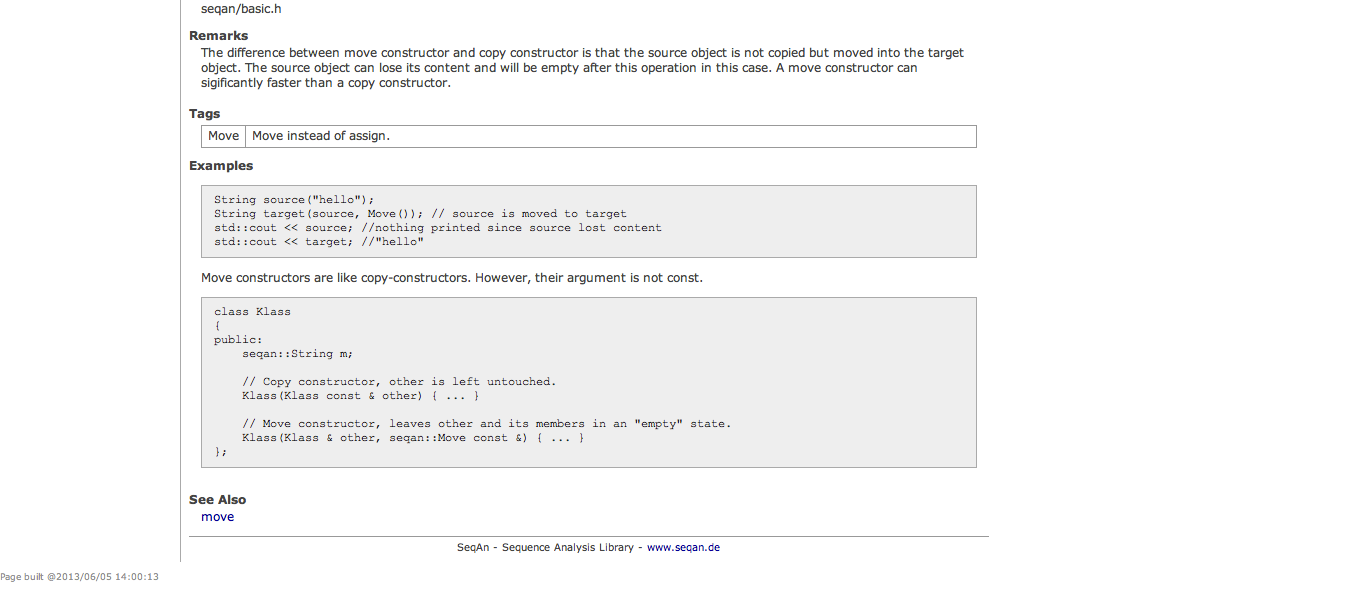 seqan/basic.h
Remarks
The difference between move constructor and copy constructor is that the source object is not copied but moved into the target
object. The source object can lose its content and will be empty after this operation in this case. A move constructor can
sigificantly faster than a copy constructor.
Tags
Move Move instead of assign.
Examples
String source("hello");
String target(source, Move()); // source is moved to target
std::cout << source; //nothing printed since source lost content
std::cout << target; //"hello"
Move constructors are like copy-constructors. However, their argument is not const.
class Klass
{
public:
    seqan::String m;
    // Copy constructor, other is left untouched.
    Klass(Klass const & other) { ... }
    // Move constructor, leaves other and its members in an "empty" state.
    Klass(Klass & other, seqan::Move const &) { ... }
};
See Also
move
SeqAn - Sequence Analysis Library - www.seqan.de
Page built @2013/06/05 14:00:13